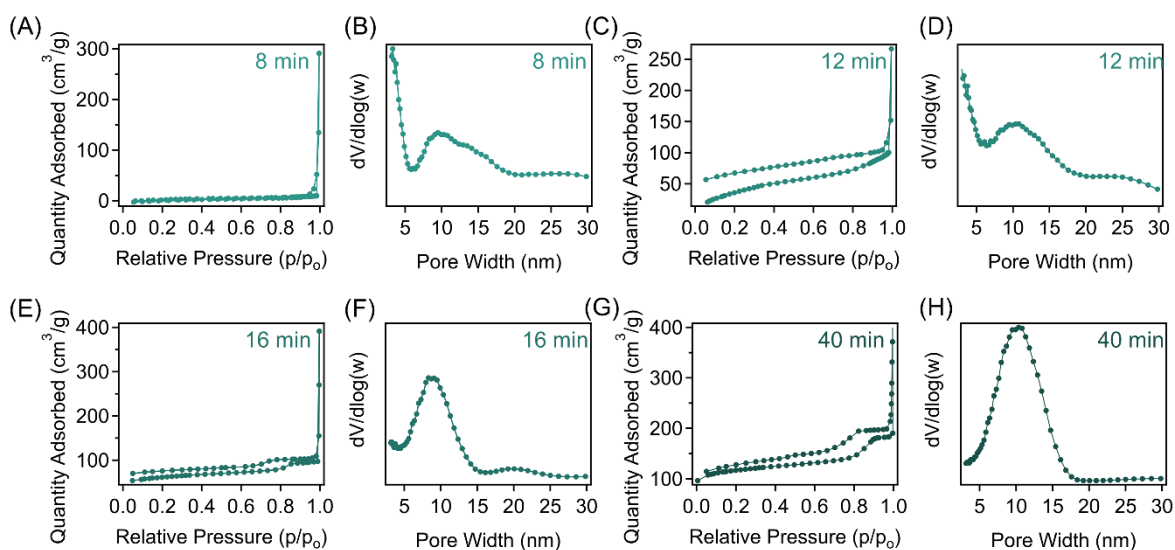 (A)
Quantity Adsorbed (cm³/g)
300
200
100
0
8 min
0.0 0.2 0.4 0.6 0.8 1.0
Relative Pressure (p/pₒ)
(B)
dV/dlog(w)
8 min
5 10 15 20 25 30
Pore Width (nm)
(C)
Quantity Adsorbed (cm³/g)
250
200
150
100
50
12 min
0.0 0.2 0.4 0.6 0.8 1.0
Relative Pressure (p/pₒ)
(D)
dV/dlog(w)
12 min
5 10 15 20 25 30
Pore Width (nm)
(E)
Quantity Adsorbed (cm³/g)
400
300
200
100
16 min
0.0 0.2 0.4 0.6 0.8 1.0
Relative Pressure (p/pₒ)
(F)
dV/dlog(w)
16 min
5 10 15 20 25 30
Pore Width (nm)
(G)
Quantity Adsorbed (cm³/g)
400
300
200
100
40 min
0.0 0.2 0.4 0.6 0.8 1.0
Relative Pressure (p/pₒ)
(H)
dV/dlog(w)
40 min
5 10 15 20 25 30
Pore Width (nm)